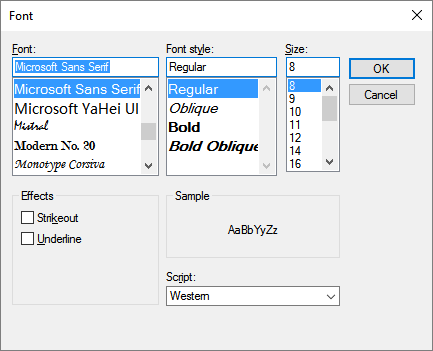 Font
Font:
Microsoft Sans Serif
Microsoft Sans Serif
Microsoft YaHei UI
Mistral
Modern No. 20
Monotype Corsiva
Font style:
Regular
Regular
Oblique
Bold
Bold Oblique
Size:
8
8
9
10
11
12
14
16
OK
Cancel
Effects
Strikeout
Underline
Sample
AaBbYyZz
Script:
Western